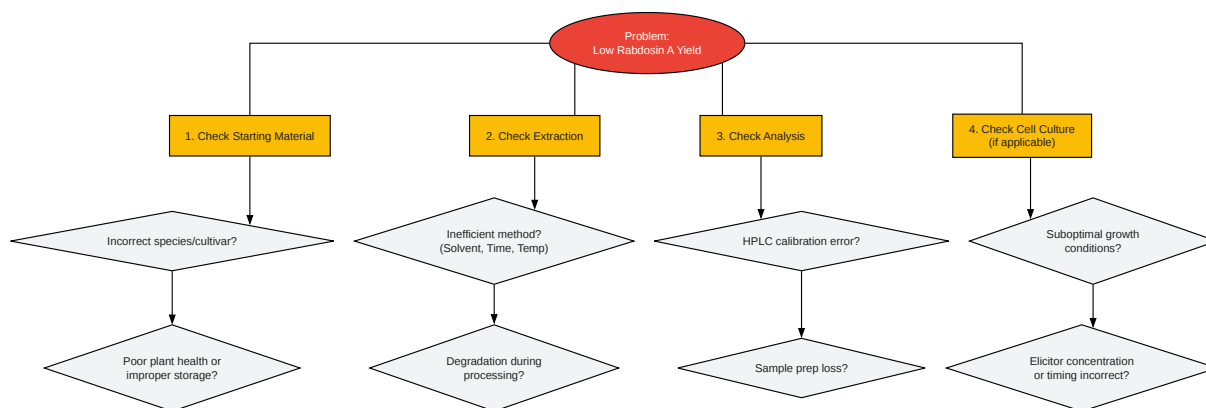 Problem:
Low Rabdosin A Yield
1. Check Starting Material
2. Check Extraction
3. Check Analysis
4. Check Cell Culture
(if applicable)
Incorrect species/cultivar?
Inefficient method?
(Solvent, Time, Temp)
HPLC calibration error?
Suboptimal growth
conditions?
Poor plant health or
improper storage?
Degradation during
processing?
Sample prep loss?
Elicitor concentration
or timing incorrect?